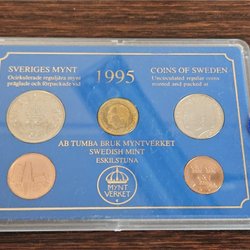 SVERIGES MYNT
Ocirkulerade reguljära mynt
präglade och förpackade vid
1995
COINS OF SWEDEN
Uncirculated regular coins
minted and packed at
AB TUMBA BRUK MYNTVERKET
SWEDISH MINT
ESKILSTUNA
MYNT
VERKET